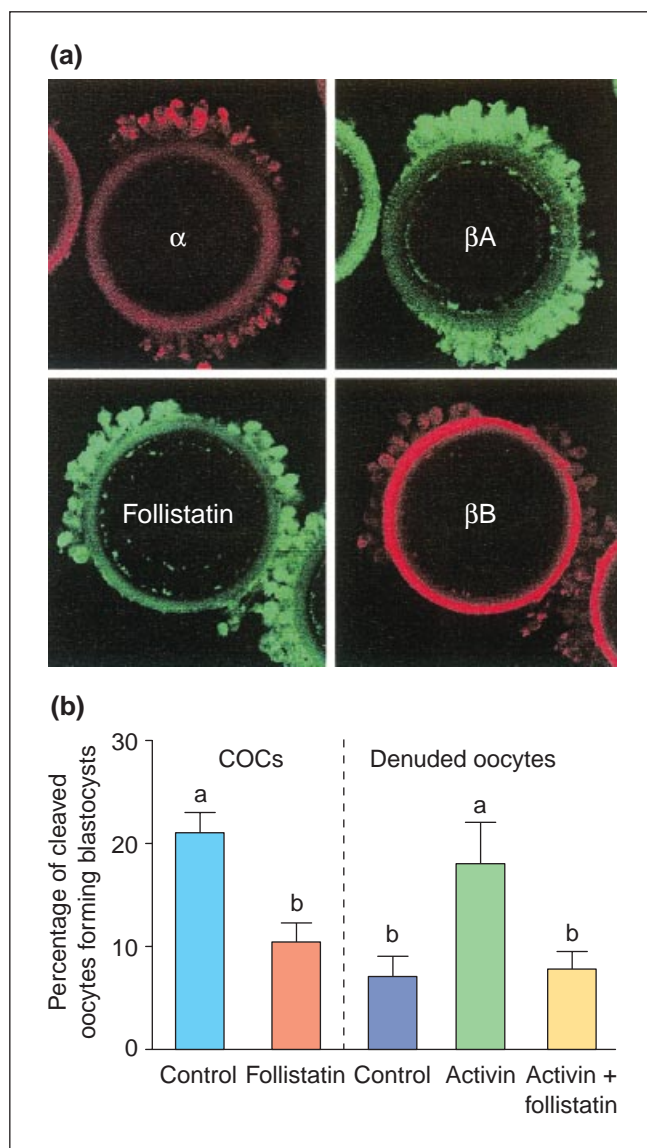 (a)
α
βA
Follistatin
βB
(b)
Percentage of cleaved
oocytes forming blastocysts
30
20
10
0
COCs
Denuded oocytes
a
b
b
a
b
Control
Follistatin
Control
Activin
Activin +
follistatin